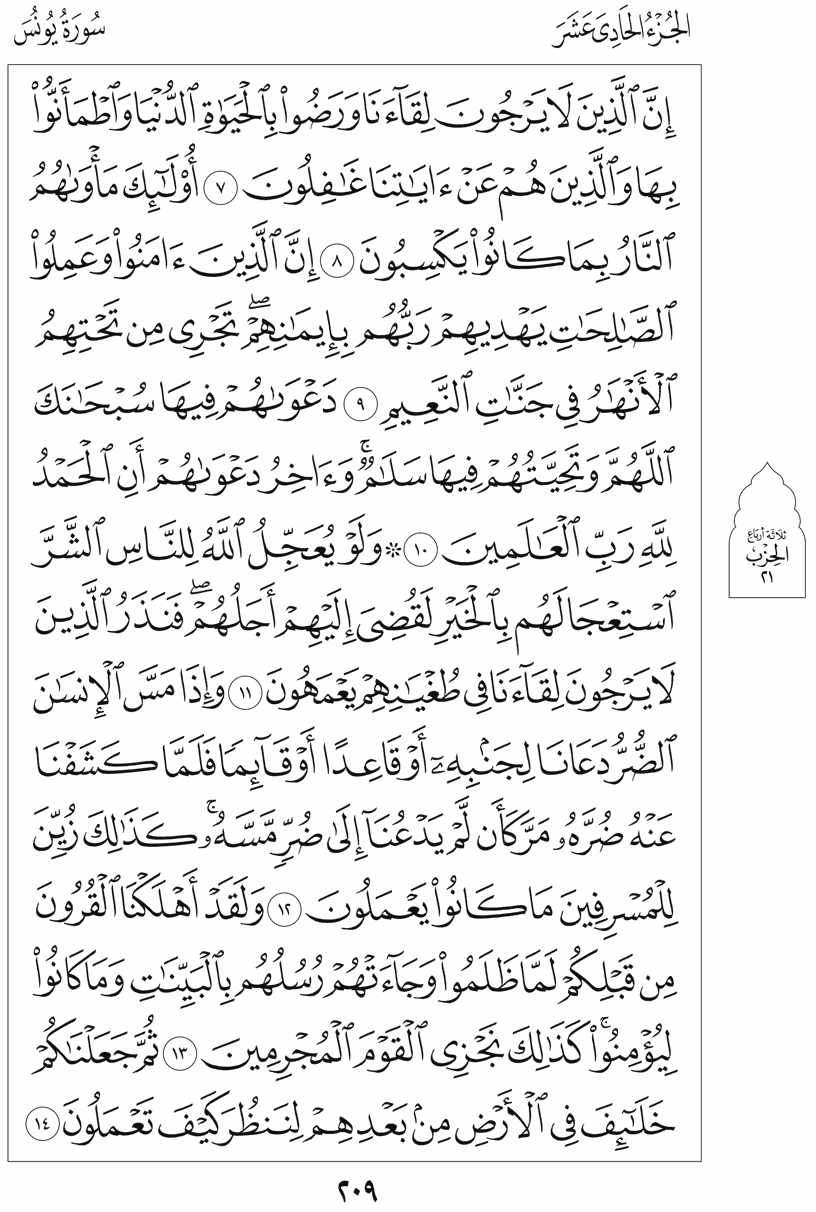 الجُزْءُ الحَادِيَ عَشَرَ
سُورَةُ يُونُسَ
إِنَّ ٱلَّذِينَ لَا يَرۡجُونَ لِقَآءَنَا وَرَضُواْ بِٱلۡحَيَوٰةِ ٱلدُّنۡيَا وَٱطۡمَأَنُّواْ
بِهَا وَٱلَّذِينَ هُمۡ عَنۡ ءَايَٰتِنَا غَٰفِلُونَ ٧ أُوْلَٰٓئِكَ مَأۡوَىٰهُمُ
ٱلنَّارُ بِمَا كَانُواْ يَكۡسِبُونَ ٨ إِنَّ ٱلَّذِينَ ءَامَنُواْ وَعَمِلُواْ
ٱلصَّٰلِحَٰتِ يَهۡدِيهِمۡ رَبُّهُم بِإِيمَٰنِهِمۡۖ تَجۡرِي مِن تَحۡتِهِمُ
ٱلۡأَنۡهَٰرُ فِي جَنَّٰتِ ٱلنَّعِيمِ ٩ دَعۡوَىٰهُمۡ فِيهَا سُبۡحَٰنَكَ
ٱللَّهُمَّ وَتَحِيَّتُهُمۡ فِيهَا سَلَٰمٞۚ وَءَاخِرُ دَعۡوَىٰهُمۡ أَنِ ٱلۡحَمۡدُ
لِلَّهِ رَبِّ ٱلۡعَٰلَمِينَ ١٠ ۞ وَلَوۡ يُعَجِّلُ ٱللَّهُ لِلنَّاسِ ٱلشَّرَّ
ٱسۡتِعۡجَالَهُم بِٱلۡخَيۡرِ لَقُضِيَ إِلَيۡهِمۡ أَجَلُهُمۡۖ فَنَذَرُ ٱلَّذِينَ
لَا يَرۡجُونَ لِقَآءَنَا فِي طُغۡيَٰنِهِمۡ يَعۡمَهُونَ ١١ وَإِذَا مَسَّ ٱلۡإِنسَٰنَ
ٱلضُّرُّ دَعَانَا لِجَنۢبِهِۦٓ أَوۡ قَاعِدًا أَوۡ قَآئِمٗا فَلَمَّا كَشَفۡنَا
عَنۡهُ ضُرَّهُۥ مَرَّ كَأَن لَّمۡ يَدۡعُنَآ إِلَىٰ ضُرّٖ مَّسَّهُۥۚ كَذَٰلِكَ زُيِّنَ
لِلۡمُسۡرِفِينَ مَا كَانُواْ يَعۡمَلُونَ ١٢ وَلَقَدۡ أَهۡلَكۡنَا ٱلۡقُرُونَ
مِن قَبۡلِكُمۡ لَمَّا ظَلَمُواْ وَجَآءَتۡهُمۡ رُسُلُهُم بِٱلۡبَيِّنَٰتِ وَمَا كَانُواْ
لِيُؤۡمِنُواْۚ كَذَٰلِكَ نَجۡزِي ٱلۡقَوۡمَ ٱلۡمُجۡرِمِينَ ١٣ ثُمَّ جَعَلۡنَٰكُمۡ
خَلَٰٓئِفَ فِي ٱلۡأَرۡضِ مِنۢ بَعۡدِهِمۡ لِنَنظُرَ كَيۡفَ تَعۡمَلُونَ ١٤
ثلاثة أرباع
الحزب
٢١
٢٠٩